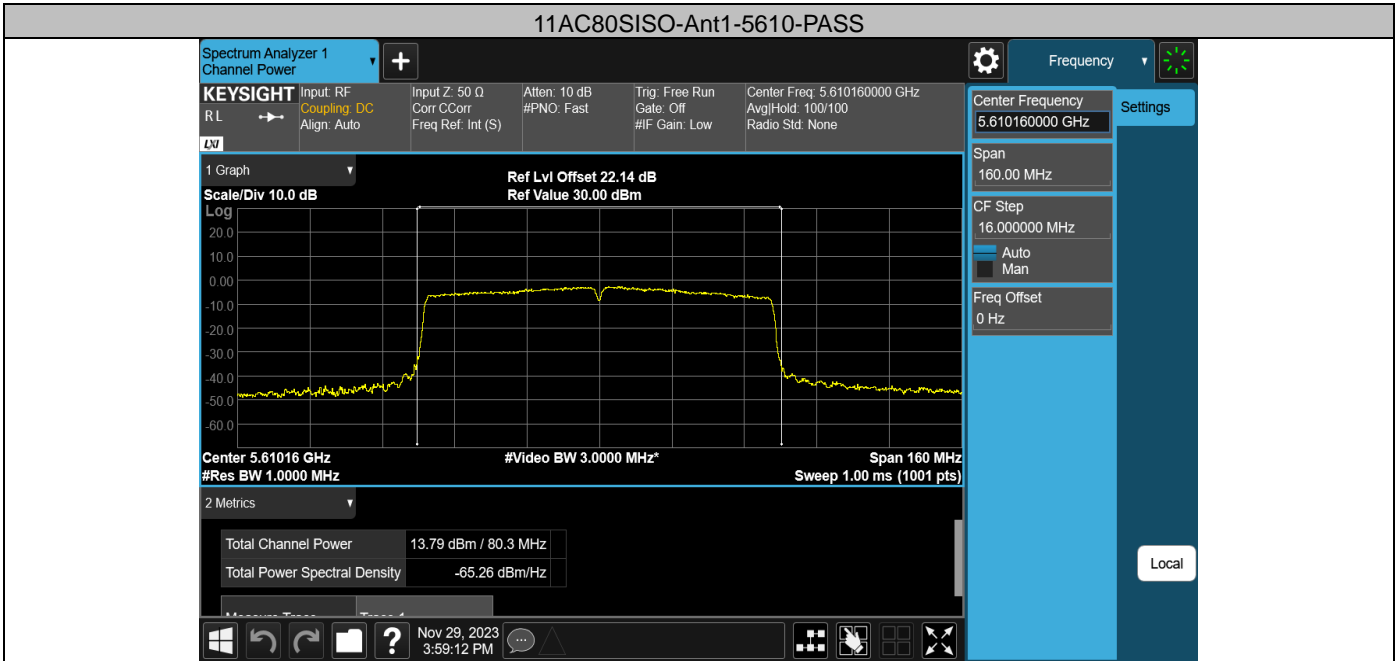 11AC80SISO-Ant1-5610-PASS
Spectrum Analyzer 1
Channel Power
Frequency
KEYSIGHT
RL
LXI
Input: RF
Coupling: DC
Align: Auto
Input Z: 50 Ω
Corr CCorr
Freq Ref: Int (S)
Atten: 10 dB
#PNO: Fast
Trig: Free Run
Gate: Off
#IF Gain: Low
Center Freq: 5.610160000 GHz
Avg|Hold: 100/100
Radio Std: None
1 Graph
Scale/Div 10.0 dB
Ref Lvl Offset 22.14 dB
Ref Value 30.00 dBm
Log
20.0
10.0
0.00
-10.0
-20.0
-30.0
-40.0
-50.0
-60.0
Center 5.61016 GHz
#Video BW 3.0000 MHz*
Span 160 MHz
#Res BW 1.0000 MHz
Sweep 1.00 ms (1001 pts)
2 Metrics
Total Channel Power 13.79 dBm / 80.3 MHz
Total Power Spectral Density -65.26 dBm/Hz
Nov 29, 2023
3:59:12 PM
Center Frequency
5.610160000 GHz
Settings
Span
160.00 MHz
CF Step
16.000000 MHz
Auto
Man
Freq Offset
0 Hz
Local